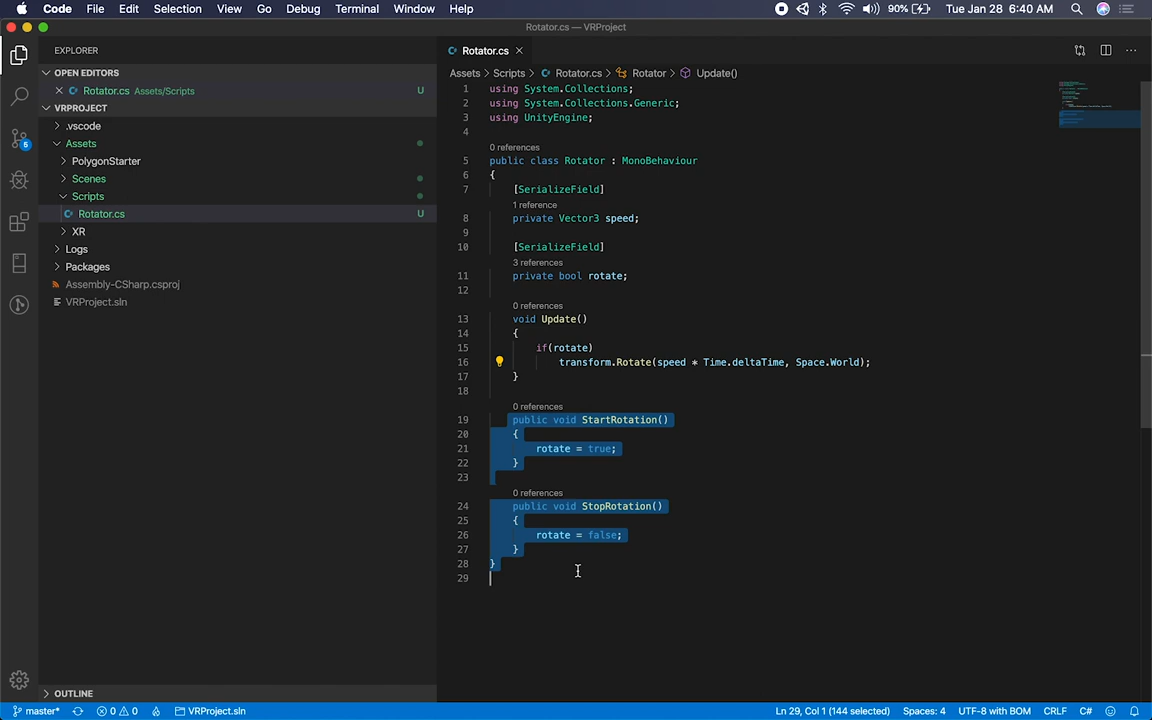 Code File Edit Selection View Go Debug Terminal Window Help 90% Tue Jan 28 6:40 AM
Rotator.cs — VRProject
EXPLORER
OPEN EDITORS
Rotator.cs Assets/Scripts U
VRPROJECT
.vscode
Assets
PolygonStarter
Scenes
Scripts
Rotator.cs U
XR
Logs
Packages
Assembly-CSharp.csproj
VRProject.sln
OUTLINE
5
Rotator.cs
Assets > Scripts > Rotator.cs > Rotator > Update()
1 using System.Collections;
2 using System.Collections.Generic;
3 using UnityEngine;
4
0 references
5 public class Rotator : MonoBehaviour
6 {
7 [SerializeField]
1 reference
8 private Vector3 speed;
9
10 [SerializeField]
3 references
11 private bool rotate;
12
0 references
13 void Update()
14 {
15 if(rotate)
16 transform.Rotate(speed * Time.deltaTime, Space.World);
17 }
18
0 references
19 public void StartRotation()
20 {
21 rotate = true;
22 }
23
0 references
24 public void StopRotation()
25 {
26 rotate = false;
27 }
28 }
29
master* 0 0 VRProject.sln Ln 29, Col 1 (144 selected) Spaces: 4 UTF-8 with BOM CRLF C#